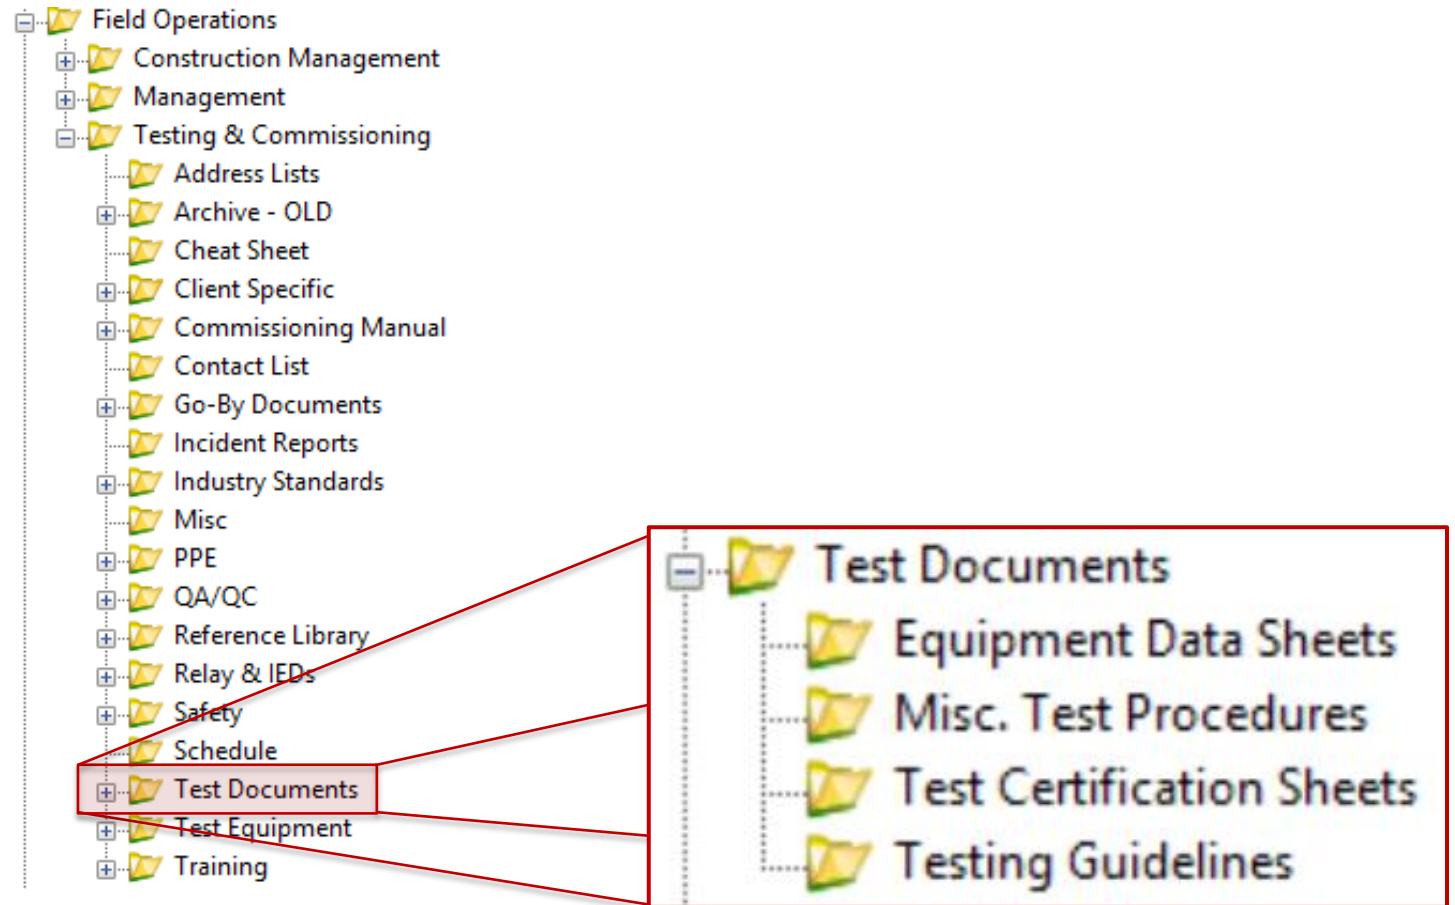 Field Operations
Construction Management
Management
Testing & Commissioning
Address Lists
Archive - OLD
Cheat Sheet
Client Specific
Commissioning Manual
Contact List
Go-By Documents
Incident Reports
Industry Standards
Misc
PPE
QA/QC
Reference Library
Relay & IEDs
Safety
Schedule
Test Documents
Test Equipment
Training
Test Documents
Equipment Data Sheets
Misc. Test Procedures
Test Certification Sheets
Testing Guidelines